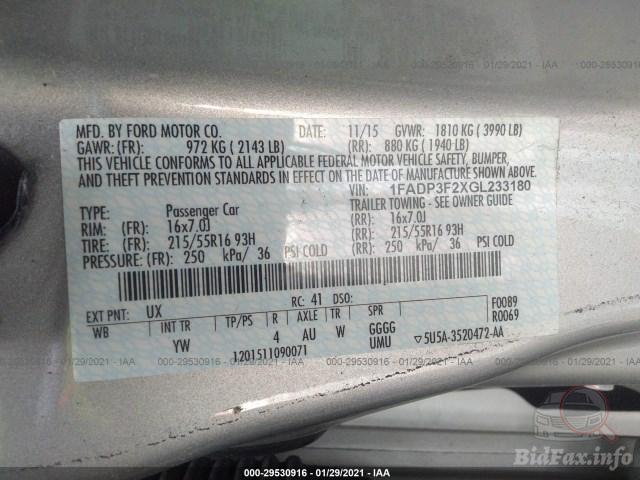 000-29530916 - 01/29/2021 - IAA
MFD. BY FORD MOTOR CO. DATE: 11/15 GVWR: 1810 KG ( 3990 LB)
GAWR: (FR): 972 KG ( 2143 LB) (RR): 880 KG ( 1940 LB)
THIS VEHICLE CONFORMS TO ALL APPLICABLE FEDERAL MOTOR VEHICLE SAFETY, BUMPER,
AND THEFT PREVENTION STANDARDS IN EFFECT ON THE DATE OF MANUFACTURE SHOWN ABOVE.
VIN: 1FADP3F2XGL233180
TYPE: Passenger Car TRAILER TOWING - SEE OWNER GUIDE
RIM: (FR): 16x7.0J (RR): 16x7.0J
TIRE: (FR): 215/55R16 93H (RR): 215/55R16 93H
PRESSURE: (FR): 250 kPa/ 36 PSI COLD (RR): 250 kPa/ 36 PSI COLD
RC: 41 DSO:
EXT PNT: UX F0089
WB INT TR TP/PS R AXLE TR SPR R0069
YW 4 AU W GGGG
1201511090071 UMU ▽5U5A-3520472-AA
000-29530916 - 01/29/2021 - IAA
BidFax.info